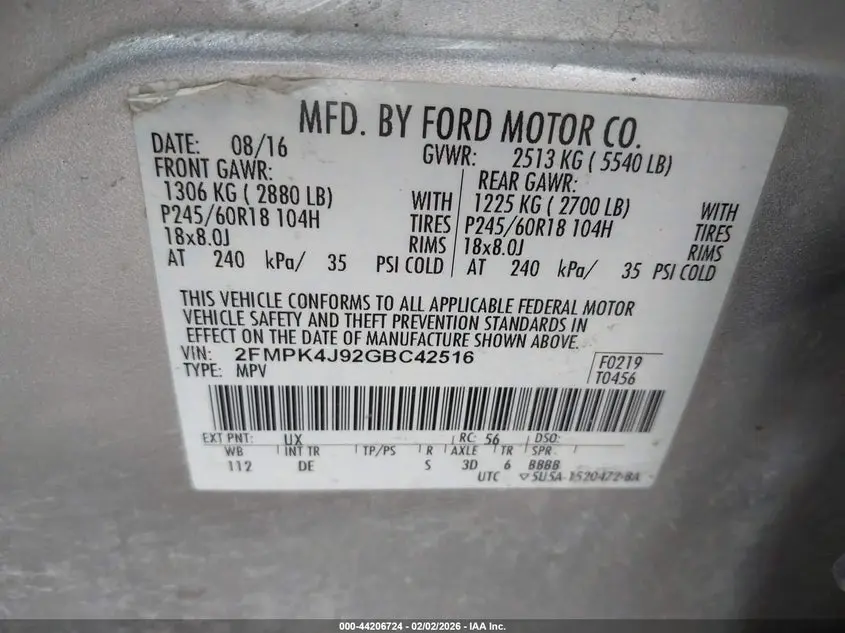 MFD. BY FORD MOTOR CO.
DATE: 08/16 GVWR: 2513 KG ( 5540 LB)
FRONT GAWR: REAR GAWR:
1306 KG ( 2880 LB) WITH 1225 KG ( 2700 LB) WITH
P245/60R18 104H TIRES P245/60R18 104H TIRES
18x8.0J RIMS 18x8.0J RIMS
AT 240 kPa/ 35 PSI COLD AT 240 kPa/ 35 PSI COLD
THIS VEHICLE CONFORMS TO ALL APPLICABLE FEDERAL MOTOR
VEHICLE SAFETY AND THEFT PREVENTION STANDARDS IN
EFFECT ON THE DATE OF MANUFACTURE SHOWN ABOVE.
VIN: 2FMPK4J92GBC42516 F0219
TYPE: MPV T0456
EXT PNT: UX RC: 56 DSO:
WB INT TR TP/PS R AXLE TR SPR
112 DE S 3D 6 BBBB
UTC ▽5U5A-1520472-BA
000-44206724 - 02/02/2026 - IAA Inc.